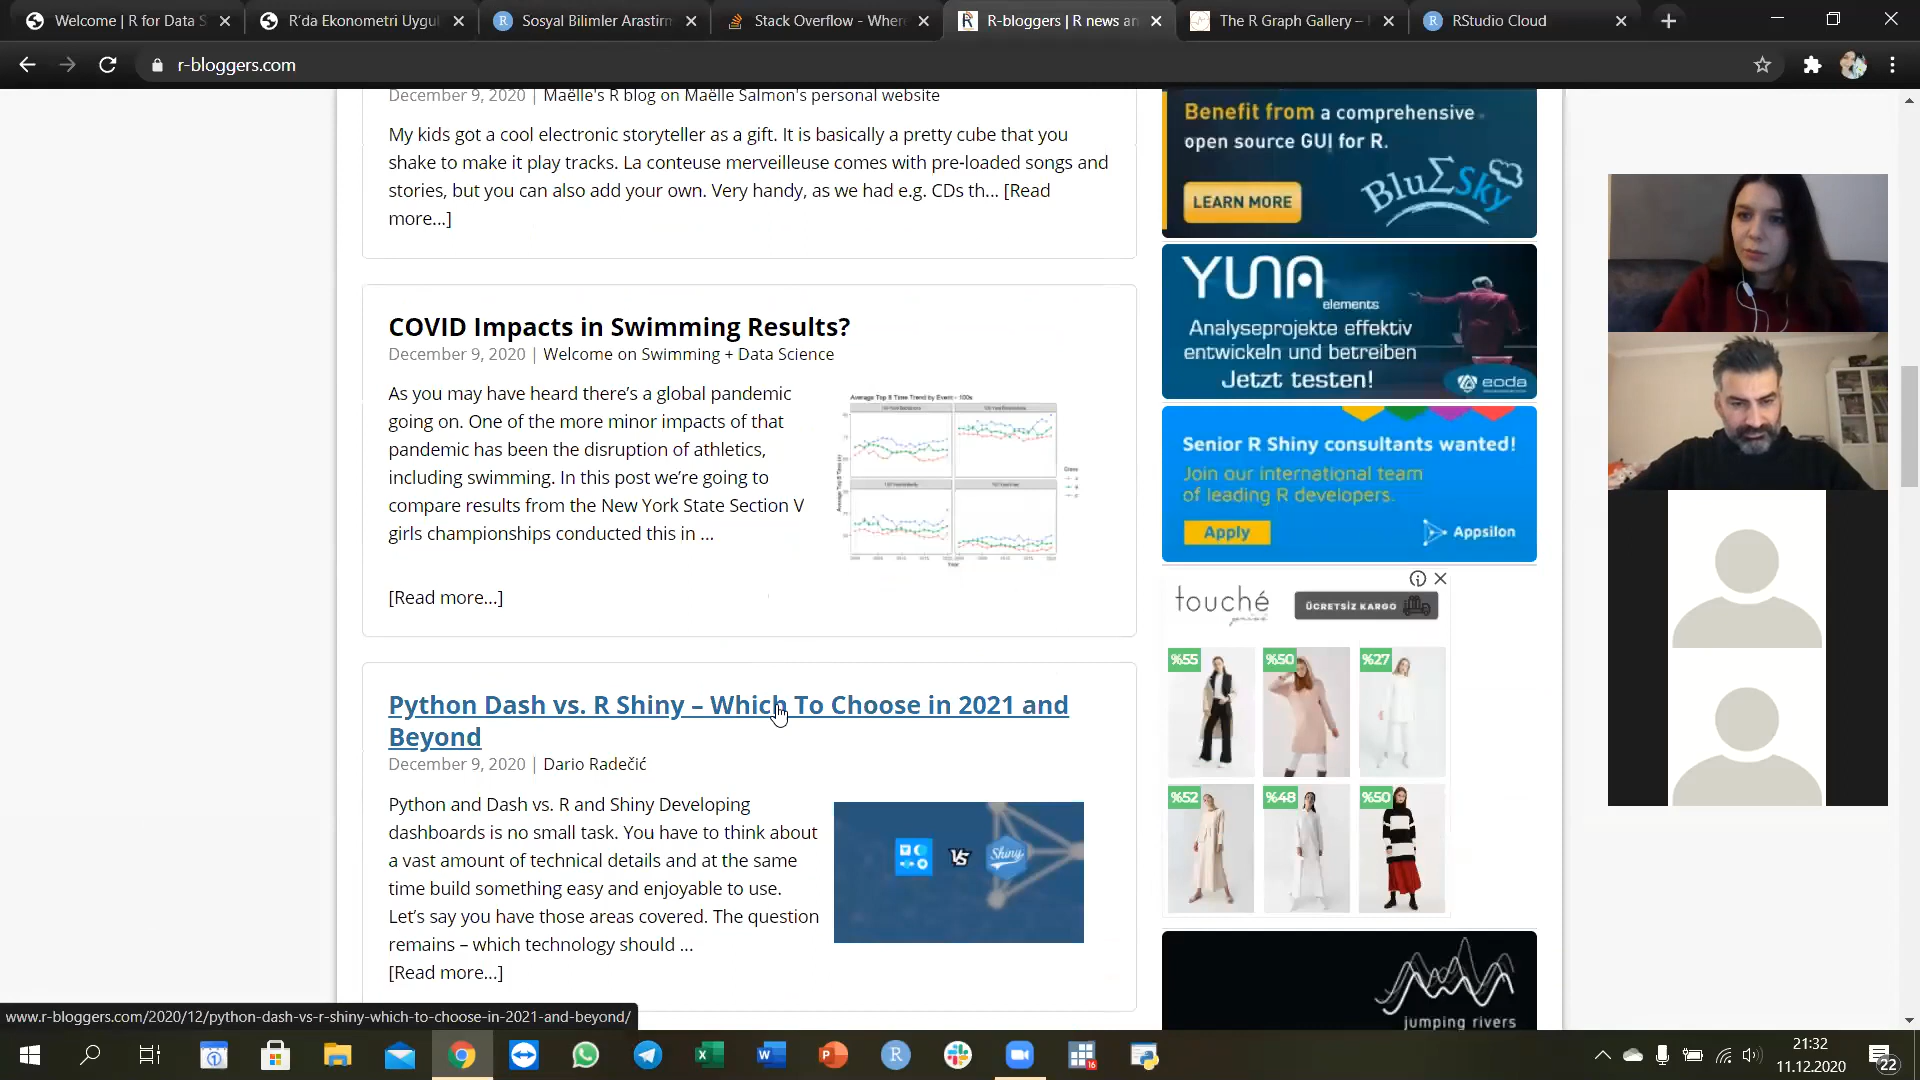 Welcome | R for Data S
R'da Ekonometri Uygul
Sosyal Bilimler Arastirm
Stack Overflow - Where
R-bloggers | R news an
The R Graph Gallery –
RStudio Cloud
r-bloggers.com
December 9, 2020 | Maëlle's R blog on Maëlle Salmon's personal website
My kids got a cool electronic storyteller as a gift. It is basically a pretty cube that you
shake to make it play tracks. La conteuse merveilleuse comes with pre-loaded songs and
stories, but you can also add your own. Very handy, as we had e.g. CDs th... [Read
more...]
COVID Impacts in Swimming Results?
December 9, 2020 | Welcome on Swimming + Data Science
As you may have heard there's a global pandemic
going on. One of the more minor impacts of that
pandemic has been the disruption of athletics,
including swimming. In this post we're going to
compare results from the New York State Section V
girls championships conducted this in ...
[Read more...]
Average Top 8 Time Trend by Event - 100s
Year
Python Dash vs. R Shiny – Which To Choose in 2021 and
Beyond
December 9, 2020 | Dario Radečić
Python and Dash vs. R and Shiny Developing
dashboards is no small task. You have to think about
a vast amount of technical details and at the same
time build something easy and enjoyable to use.
Let's say you have those areas covered. The question
remains – which technology should ...
[Read more...]
VS
Shiny
Benefit from a comprehensive
open source GUI for R.
LEARN MORE
BluΣSky
YUNA
elements
Analyseprojekte effektiv
entwickeln und betreiben
Jetzt testen!
eoda
Senior R Shiny consultants wanted!
Join our international team
of leading R developers.
Apply
Appsilon
touché
privé
ÜCRETSİZ KARGO
%55
%50
%27
%52
%48
%50
jumping rivers
www.r-bloggers.com/2020/12/python-dash-vs-r-shiny-which-to-choose-in-2021-and-beyond/
21:32
11.12.2020
22